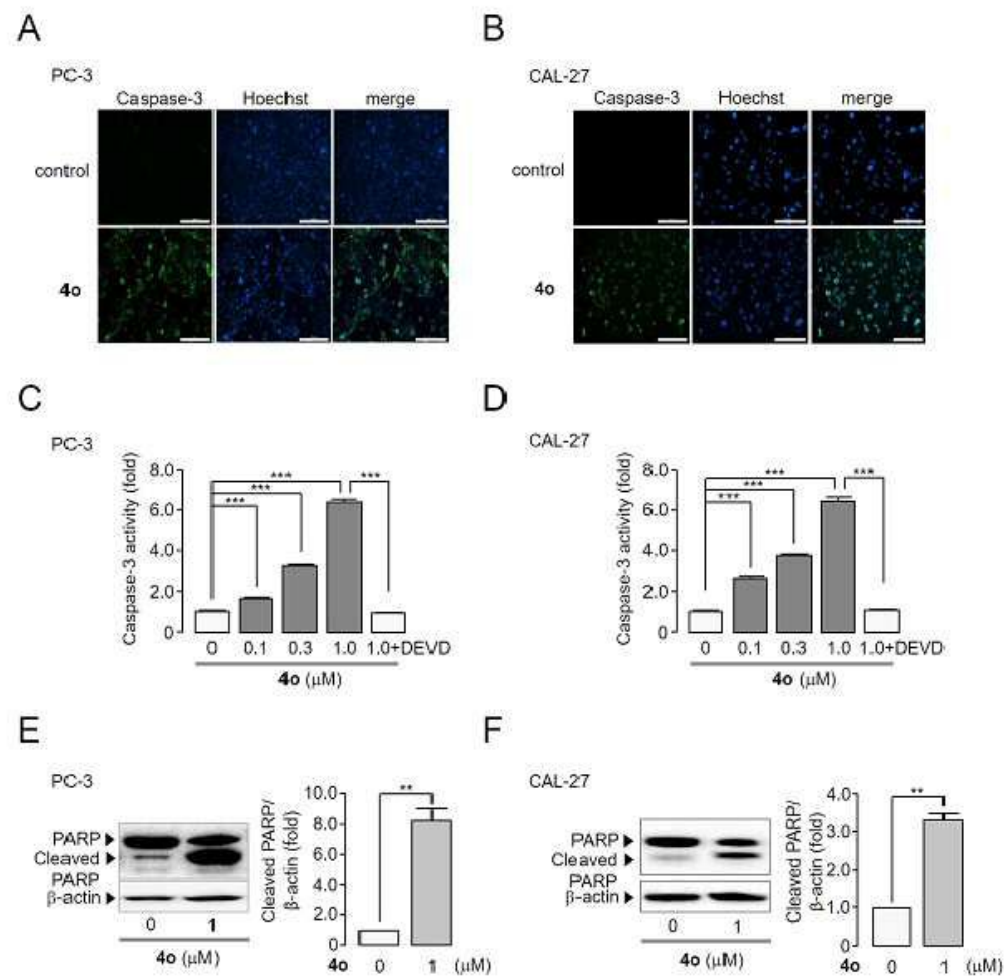 A
B
PC-3
CAL-27
Caspase-3 Hoechst merge
Caspase-3 Hoechst merge
control
control
4o
4o
C
D
PC-3
CAL-27
Caspase-3 activity (fold)
8.0
6.0
4.0
2.0
0
***
***
***
***
0 0.1 0.3 1.0 1.0+DEVD
4o (μM)
Caspase-3 activity (fold)
8.0
6.0
4.0
2.0
0
***
***
***
***
0 0.1 0.3 1.0 1.0+DEVD
4o (μM)
E
F
PC-3
CAL-27
PARP
Cleaved
PARP
β-actin
0 1
4o (μM)
Cleaved PARP/
β-actin (fold)
10.0
8.0
6.0
4.0
2.0
0
**
4o 0 1 (μM)
PARP
Cleaved
PARP
β-actin
0 1
4o (μM)
Cleaved PARP/
β-actin (fold)
4.0
3.0
2.0
1.0
0
**
4o 0 1 (μM)